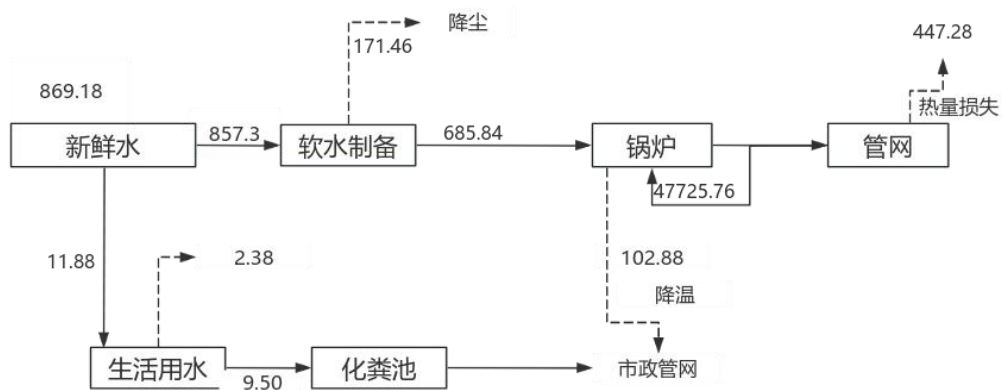 降尘
171.46
447.28
869.18
热量损失
新鲜水
857.3
软水制备
685.84
锅炉
管网
47725.76
11.88
2.38
102.88
降温
生活用水
9.50
化粪池
市政管网